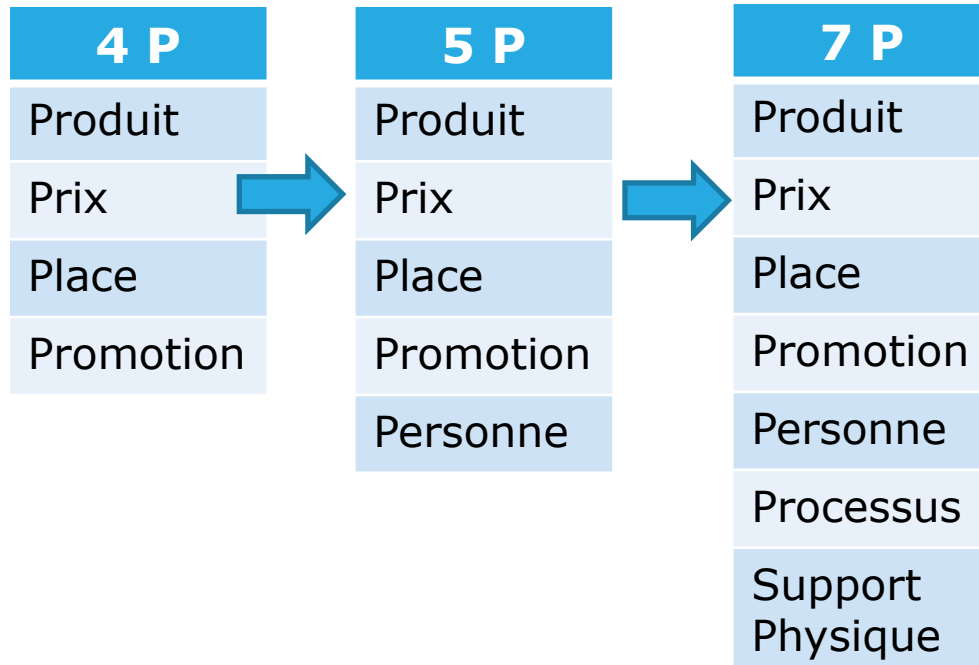 4 P
Produit
Prix
Place
Promotion
5 P
Produit
Prix
Place
Promotion
Personne
7 P
Produit
Prix
Place
Promotion
Personne
Processus
Support
Physique